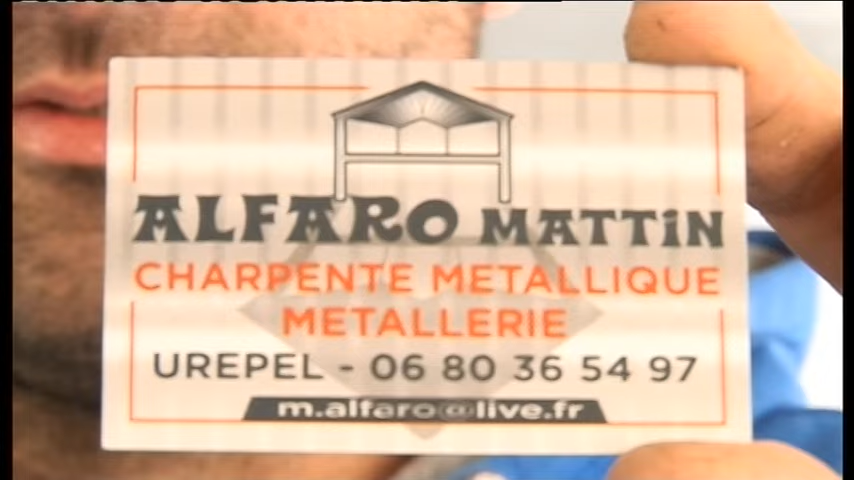 ALFARO MATTIN
CHARPENTE METALLIQUE
METALLERIE
UREPEL - 06 80 36 54 97
m.alfaro@live.fr